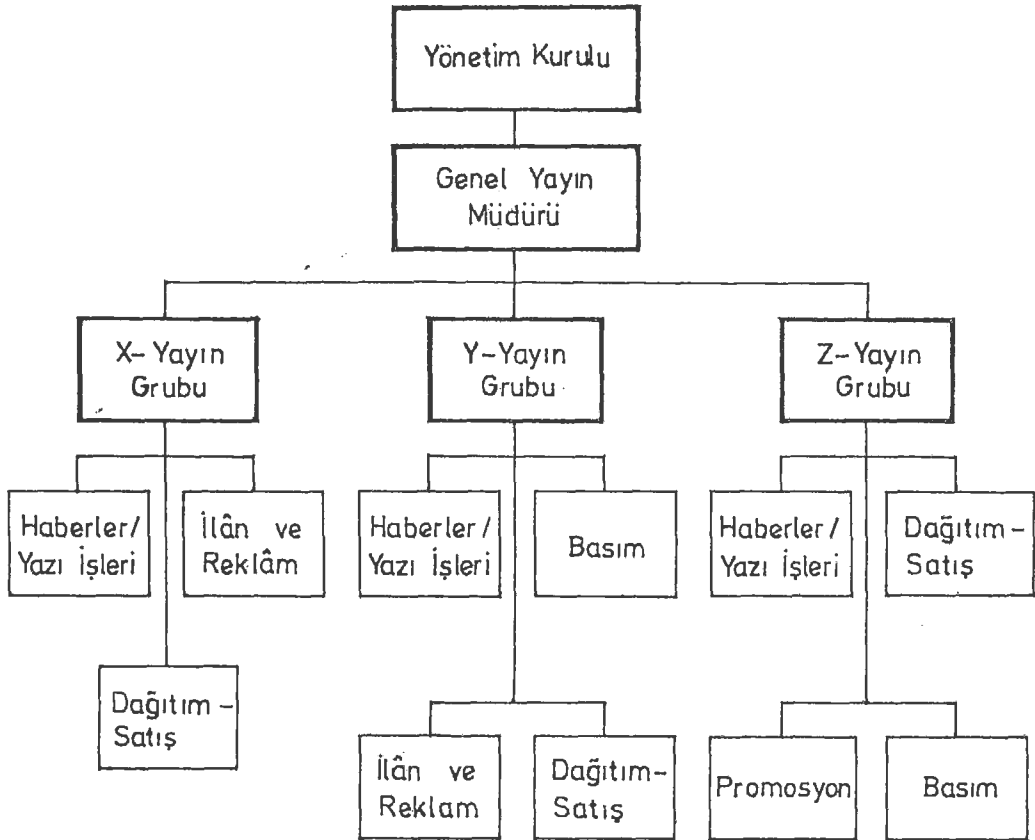 Yönetim Kurulu
Genel Yayın
Müdürü
X-Yayın
Grubu
Y-Yayın
Grubu
Z-Yayın
Grubu
Haberler/
Yazı İşleri
İlân ve
Reklâm
Dağıtım-
Satış
Haberler/
Yazı İşleri
Basım
İlân ve
Reklam
Dağıtım-
Satış
Haberler/
Yazı İşleri
Dağıtım-
Satış
Promosyon
Basım